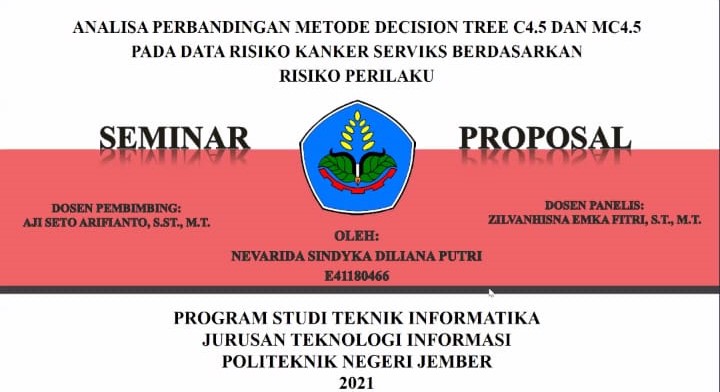 ANALISA PERBANDINGAN METODE DECISION TREE C4.5 DAN MC4.5
PADA DATA RISIKO KANKER SERVIKS BERDASARKAN
RISIKO PERILAKU
SEMINAR PROPOSAL
DOSEN PEMBIMBING:
AJI SETO ARIFIANTO, S.ST., M.T.
DOSEN PANELIS:
ZILVANHISNA EMKA FITRI, S.T., M.T.
OLEH:
NEVARIDA SINDYKA DILIANA PUTRI
E41180466
PROGRAM STUDI TEKNIK INFORMATIKA
JURUSAN TEKNOLOGI INFORMASI
POLITEKNIK NEGERI JEMBER
2021